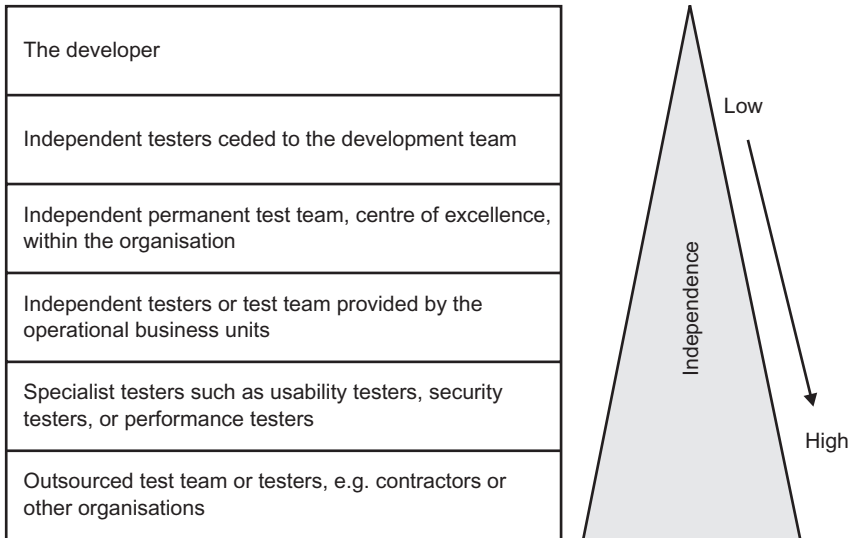 The developer
Independent testers ceded to the development team
Independent permanent test team, centre of excellence,
within the organisation
Independent testers or test team provided by the
operational business units
Specialist testers such as usability testers, security
testers, or performance testers
Outsourced test team or testers, e.g. contractors or
other organisations
Low
Independence
High